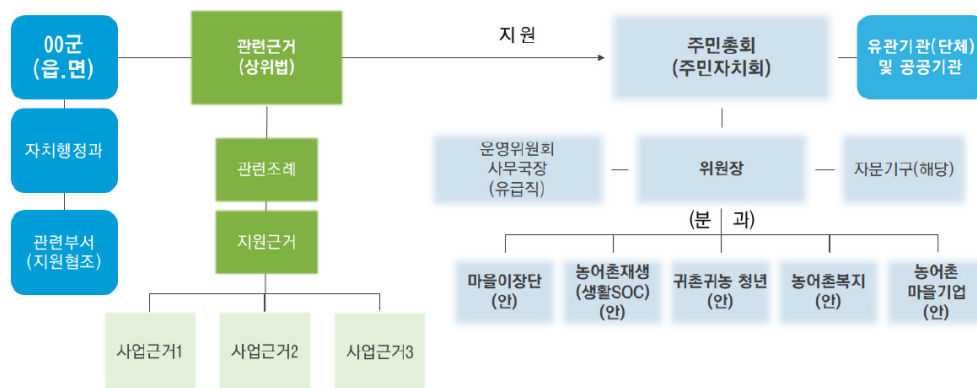 00군
(읍.면)
관련근거
(상위법)
지 원
주민총회
(주민자치회)
유관기관(단체)
및 공공기관
자치행정과
관련조례
운영위원회
사무국장
(유급직)
위원장
자문기구(해당)
관련부서
(지원협조)
지원근거
(분 과)
마을이장단
(안)
농어촌재생
(생활SOC)
(안)
귀촌귀농 청년
(안)
농어촌복지
(안)
농어촌
마을기업
(안)
사업근거1
사업근거2
사업근거3